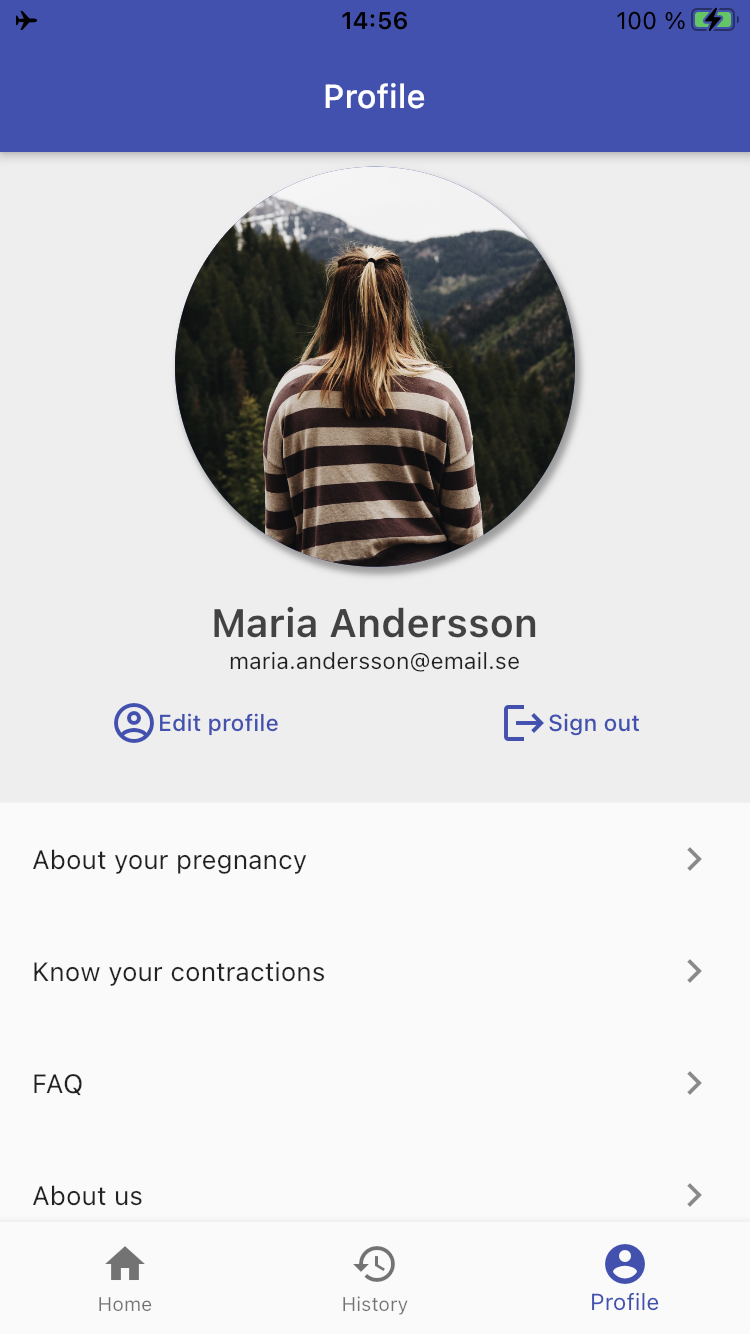 14:56
100 %
Profile
Maria Andersson
maria.andersson@email.se
Edit profile
Sign out
About your pregnancy
Know your contractions
FAQ
About us
Home
History
Profile